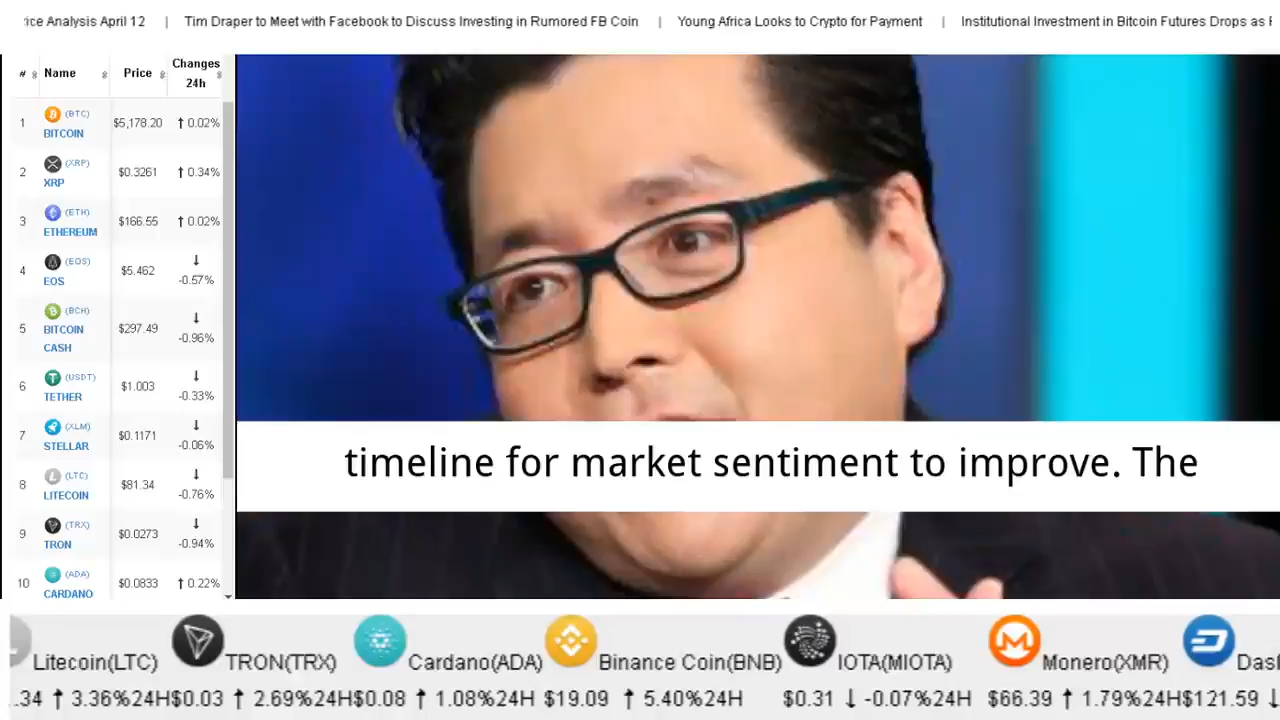 rice Analysis April 12 | Tim Draper to Meet with Facebook to Discuss Investing in Rumored FB Coin | Young Africa Looks to Crypto for Payment | Institutional Investment in Bitcoin Futures Drops as
# Name Price Changes 24h
1 (BTC) BITCOIN $5,178.20 ↑ 0.02%
2 (XRP) XRP $0.3261 ↑ 0.34%
3 (ETH) ETHEREUM $166.55 ↑ 0.02%
4 (EOS) EOS $5.462 ↓ -0.57%
5 (BCH) BITCOIN CASH $297.49 ↓ -0.96%
6 (USDT) TETHER $1.003 ↓ -0.33%
7 (XLM) STELLAR $0.1171 ↓ -0.06%
8 (LTC) LITECOIN $81.34 ↓ -0.76%
9 (TRX) TRON $0.0273 ↓ -0.94%
10 (ADA) CARDANO $0.0833 ↑ 0.22%
timeline for market sentiment to improve. The
Litecoin(LTC) TRON(TRX) Cardano(ADA) Binance Coin(BNB) IOTA(MIOTA) Monero(XMR) Das
.34 ↑ 3.36%24H $0.03 ↑ 2.69%24H $0.08 ↑ 1.08%24H $19.09 ↑ 5.40%24H $0.31 ↓ -0.07%24H $66.39 ↑ 1.79%24H $121.59 ↓